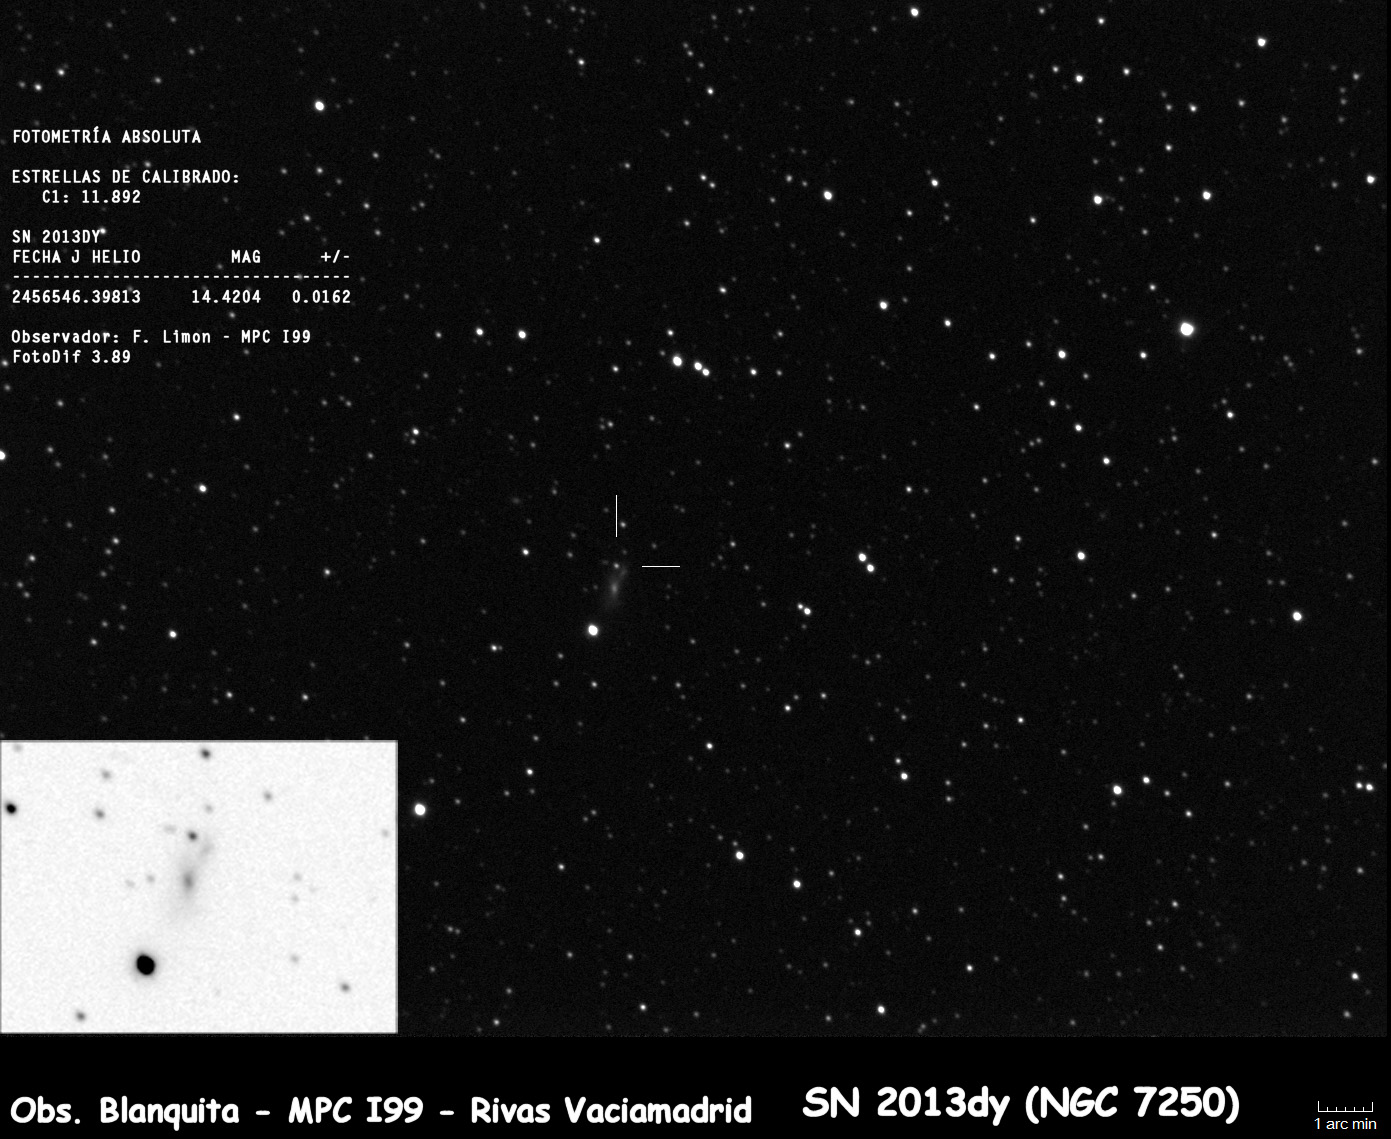 FOTOMETRÍA ABSOLUTA
ESTRELLAS DE CALIBRADO:
C1: 11.892
SN 2013DY
FECHA J HELIO MAG +/-
-----------------------------------
2456546.39813 14.4204 0.0162
Observador: F. Limon - MPC I99
FotoDif 3.89
Obs. Blanquita - MPC I99 - Rivas Vaciamadrid
SN 2013dy (NGC 7250)
1 arc min